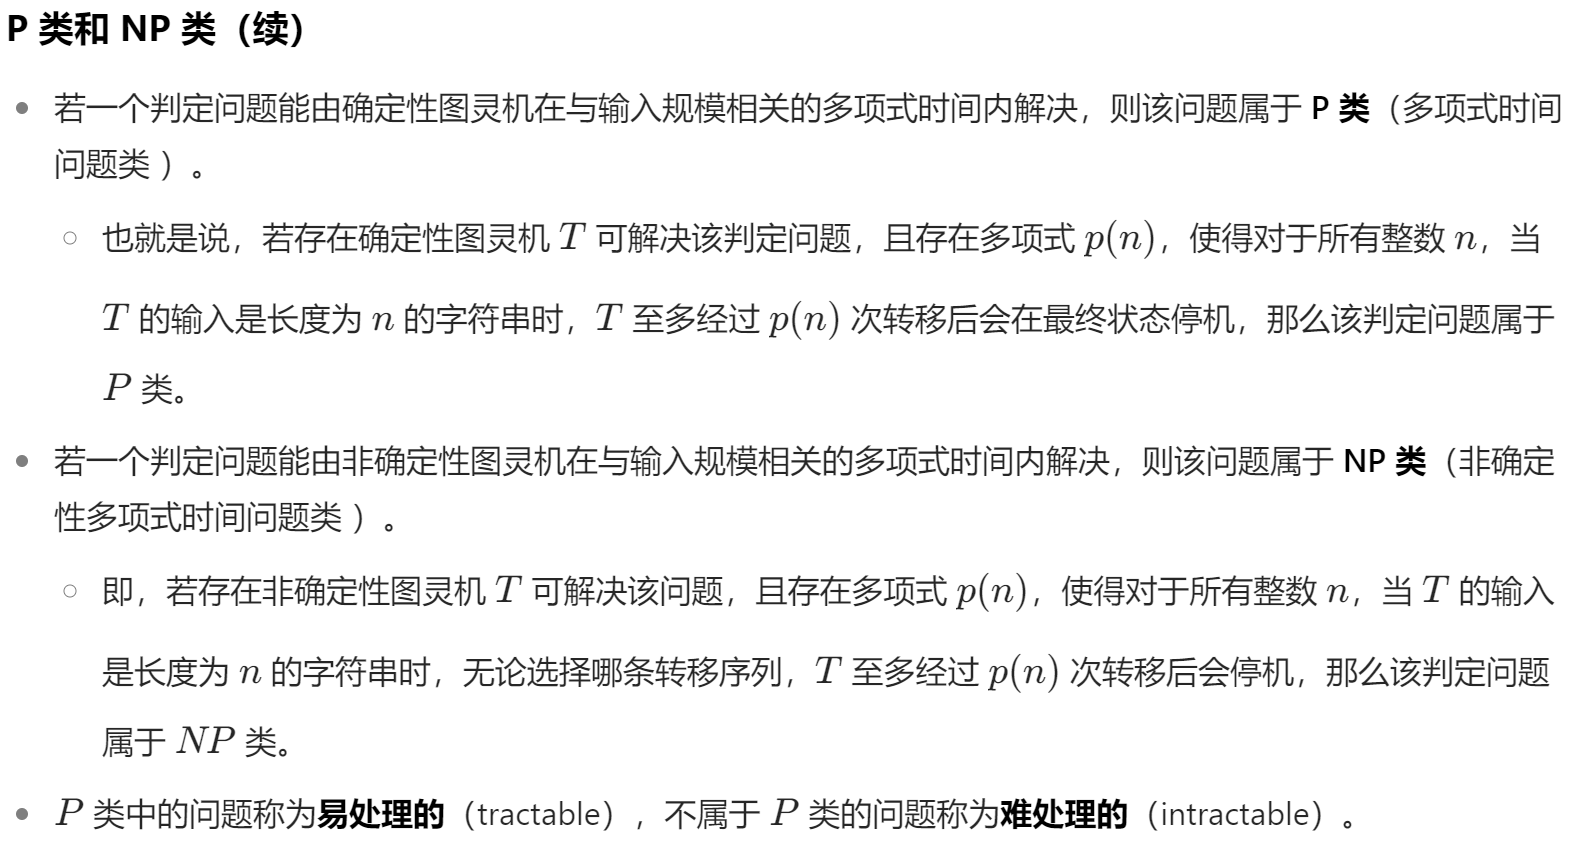 P 类和 NP 类（续）
若一个判定问题能由确定性图灵机在与输入规模相关的多项式时间内解决，则该问题属于 P 类（多项式时间
问题类 ）。
也就是说，若存在确定性图灵机 T 可解决该判定问题，且存在多项式 p(n)，使得对于所有整数 n，当
T 的输入是长度为 n 的字符串时，T 至多经过 p(n) 次转移后会在最终状态停机，那么该判定问题属于
P 类。
若一个判定问题能由非确定性图灵机在与输入规模相关的多项式时间内解决，则该问题属于 NP 类（非确定
性多项式时间问题类 ）。
即，若存在非确定性图灵机 T 可解决该问题，且存在多项式 p(n)，使得对于所有整数 n，当 T 的输入
是长度为 n 的字符串时，无论选择哪条转移序列，T 至多经过 p(n) 次转移后会停机，那么该判定问题
属于 NP 类。
P 类中的问题称为易处理的（tractable），不属于 P 类的问题称为难处理的（intractable）。